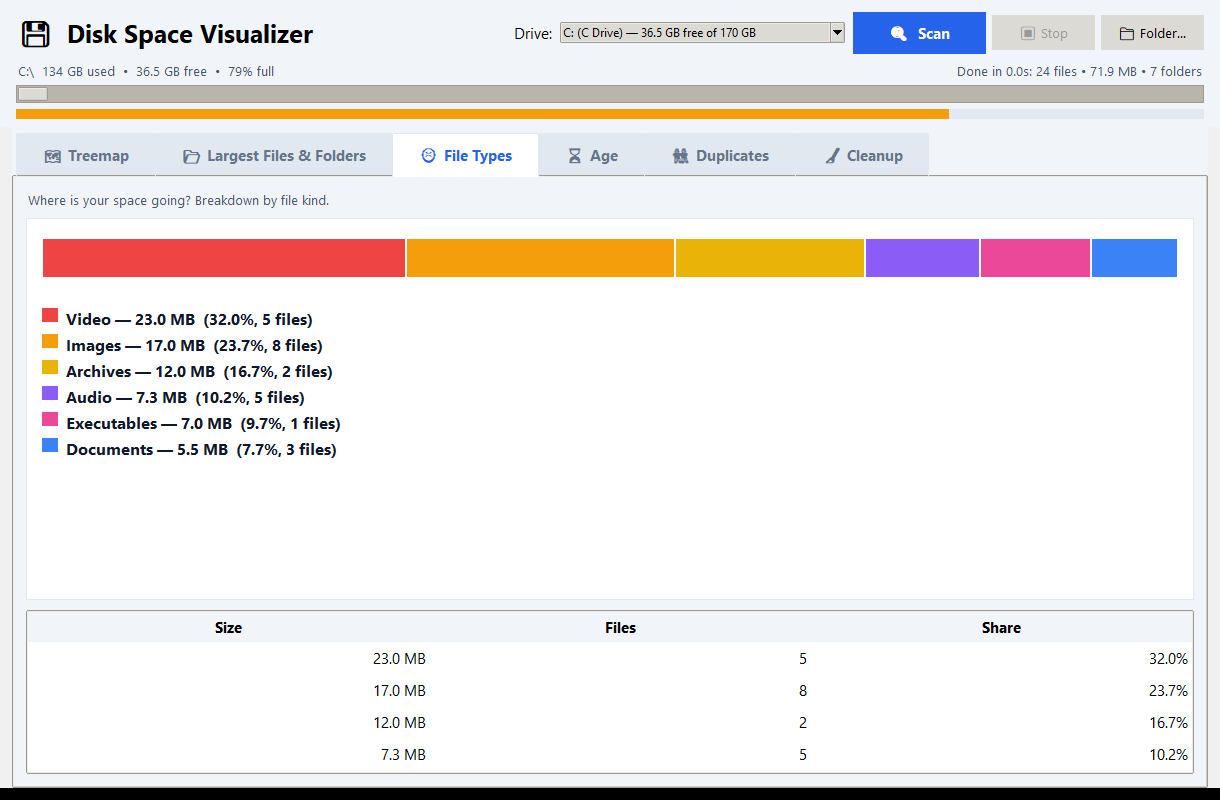 Disk Space Visualizer
Drive: C: (C Drive) — 36.5 GB free of 170 GB Scan Stop Folder...
C:\ 134 GB used • 36.5 GB free • 79% full Done in 0.0s: 24 files • 71.9 MB • 7 folders
Treemap Largest Files & Folders File Types Age Duplicates Cleanup
Where is your space going? Breakdown by file kind.
Video — 23.0 MB (32.0%, 5 files)
Images — 17.0 MB (23.7%, 8 files)
Archives — 12.0 MB (16.7%, 2 files)
Audio — 7.3 MB (10.2%, 5 files)
Executables — 7.0 MB (9.7%, 1 files)
Documents — 5.5 MB (7.7%, 3 files)
Size Files Share
23.0 MB 5 32.0%
17.0 MB 8 23.7%
12.0 MB 2 16.7%
7.3 MB 5 10.2%